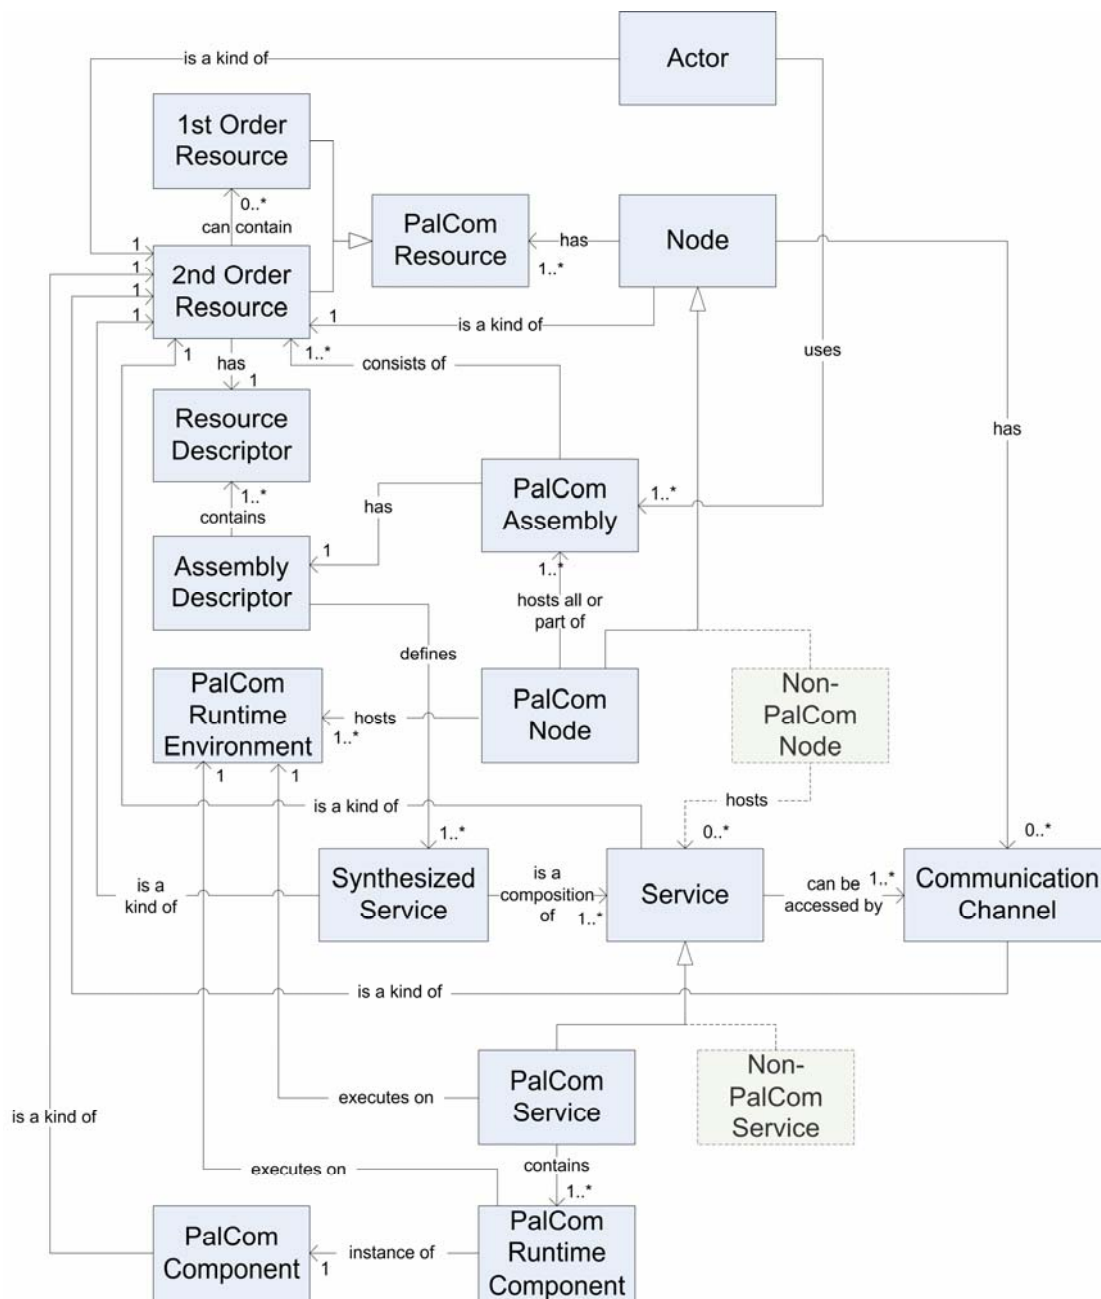 Actor
is a kind of
1st Order
Resource
0..*
can contain
PalCom
Resource
has
1..*
Node
1
1
1
1
2nd Order
Resource
1
is a kind of
uses
1
has
1
1..*
consists of
has
Resource
Descriptor
1..*
contains
has
PalCom
Assembly
1..*
Assembly
Descriptor
1
1..*
hosts all or
part of
defines
PalCom
Runtime
Environment
hosts
1..*
PalCom
Node
Non-
PalCom
Node
1
1
is a kind of
hosts
1..*
0..*
0..*
is a
kind of
Synthesized
Service
is a
composition
of
1..*
Service
can be
accessed by
1..*
Communication
Channel
is a kind of
executes on
PalCom
Service
Non-
PalCom
Service
is a kind of
executes on
contains
1..*
PalCom
Component
1
instance of
PalCom
Runtime
Component